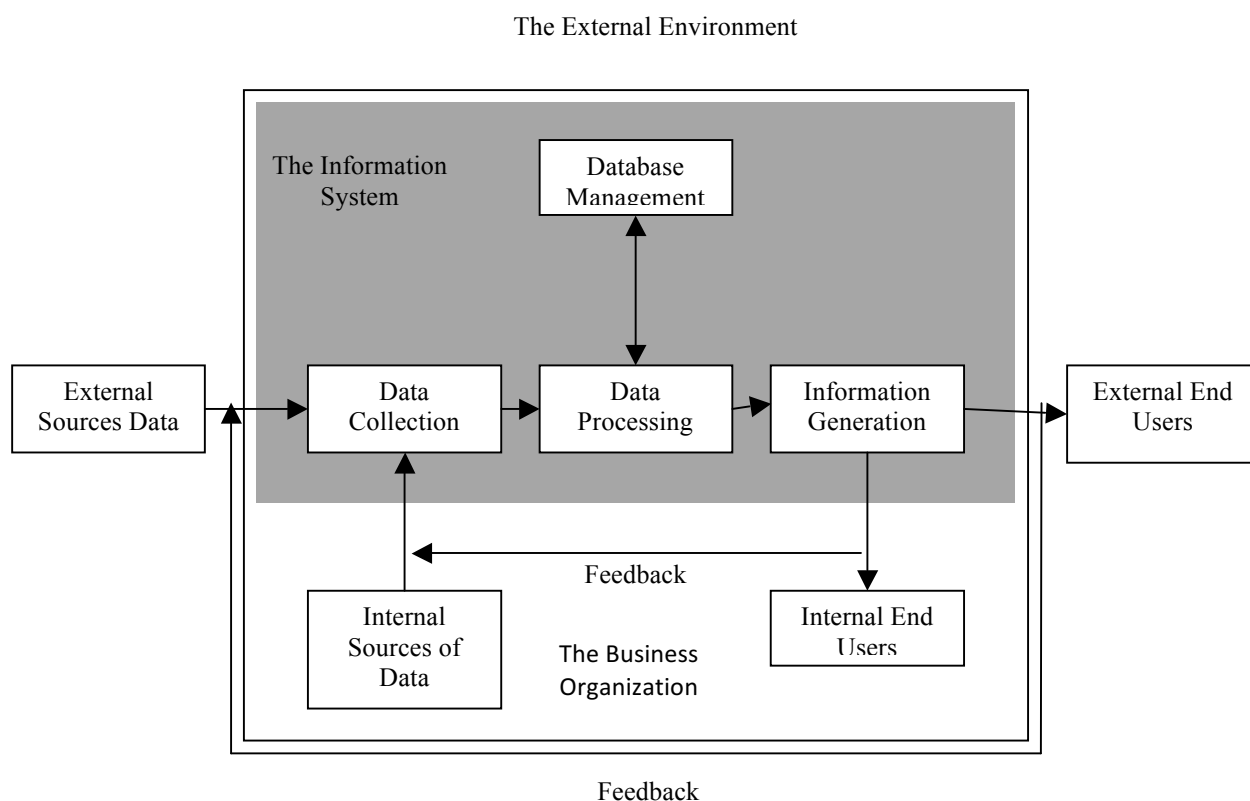 The External Environment
The Information
System
Database
Management
External
Sources Data
Data
Collection
Data
Processing
Information
Generation
External End
Users
Feedback
Internal
Sources of
Data
The Business
Organization
Internal End
Users
Feedback